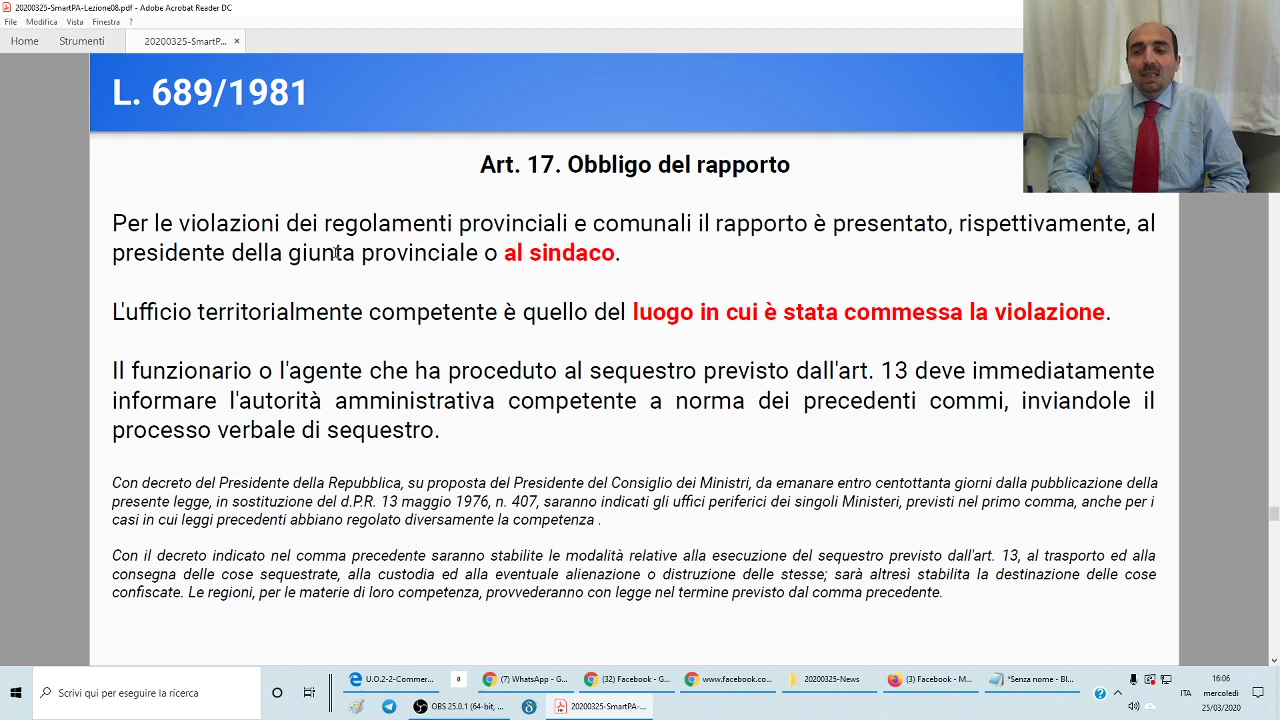 20200325-SmartPA-Lezione08.pdf - Adobe Acrobat Reader DC
File Modifica Vista Finestra ?
Home Strumenti 20200325-SmartP... ×
L. 689/1981
Art. 17. Obbligo del rapporto
Per le violazioni dei regolamenti provinciali e comunali il rapporto è presentato, rispettivamente, al
presidente della giunta provinciale o al sindaco.
L'ufficio territorialmente competente è quello del luogo in cui è stata commessa la violazione.
Il funzionario o l'agente che ha proceduto al sequestro previsto dall'art. 13 deve immediatamente
informare l'autorità amministrativa competente a norma dei precedenti commi, inviandole il
processo verbale di sequestro.
Con decreto del Presidente della Repubblica, su proposta del Presidente del Consiglio dei Ministri, da emanare entro centottanta giorni dalla pubblicazione della
presente legge, in sostituzione del d.P.R. 13 maggio 1976, n. 407, saranno indicati gli uffici periferici dei singoli Ministeri, previsti nel primo comma, anche per i
casi in cui leggi precedenti abbiano regolato diversamente la competenza .
Con il decreto indicato nel comma precedente saranno stabilite le modalità relative alla esecuzione del sequestro previsto dall'art. 13, al trasporto ed alla
consegna delle cose sequestrate, alla custodia ed alla eventuale alienazione o distruzione delle stesse; sarà altresì stabilita la destinazione delle cose
confiscate. Le regioni, per le materie di loro competenza, provvederanno con legge nel termine previsto dal comma precedente.
Scrivi qui per eseguire la ricerca
U.O.2-2-Commer... a (7) WhatsApp - G... (32) Facebook - G... www.facebook.co... 20200325-News (3) Facebook - M... *Senza nome - Bl...
OBS 25.0.1 (64-bit, ... 20200325-SmartPA-...
ITA
16:06
mercoledì
25/03/2020